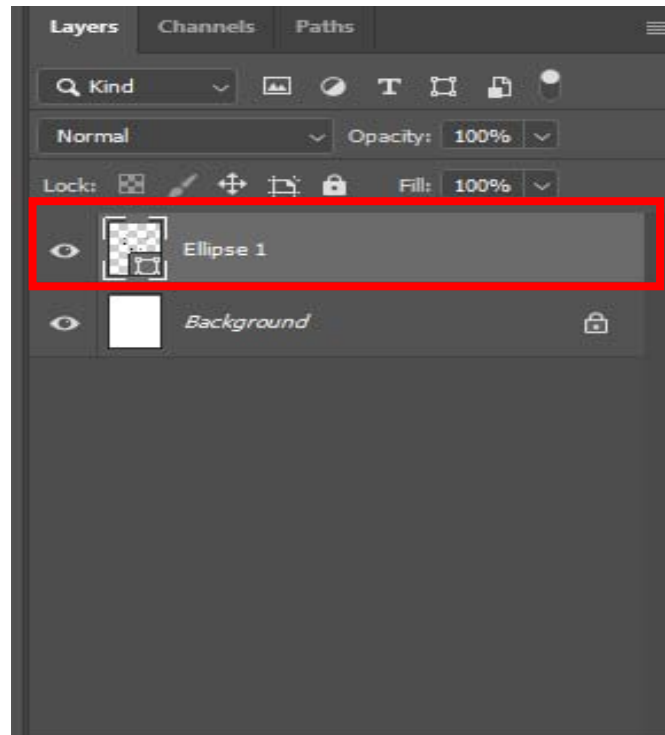 Layers Channels Paths
Kind T
Normal Opacity: 100%
Lock: Fill: 100%
Ellipse 1
Background